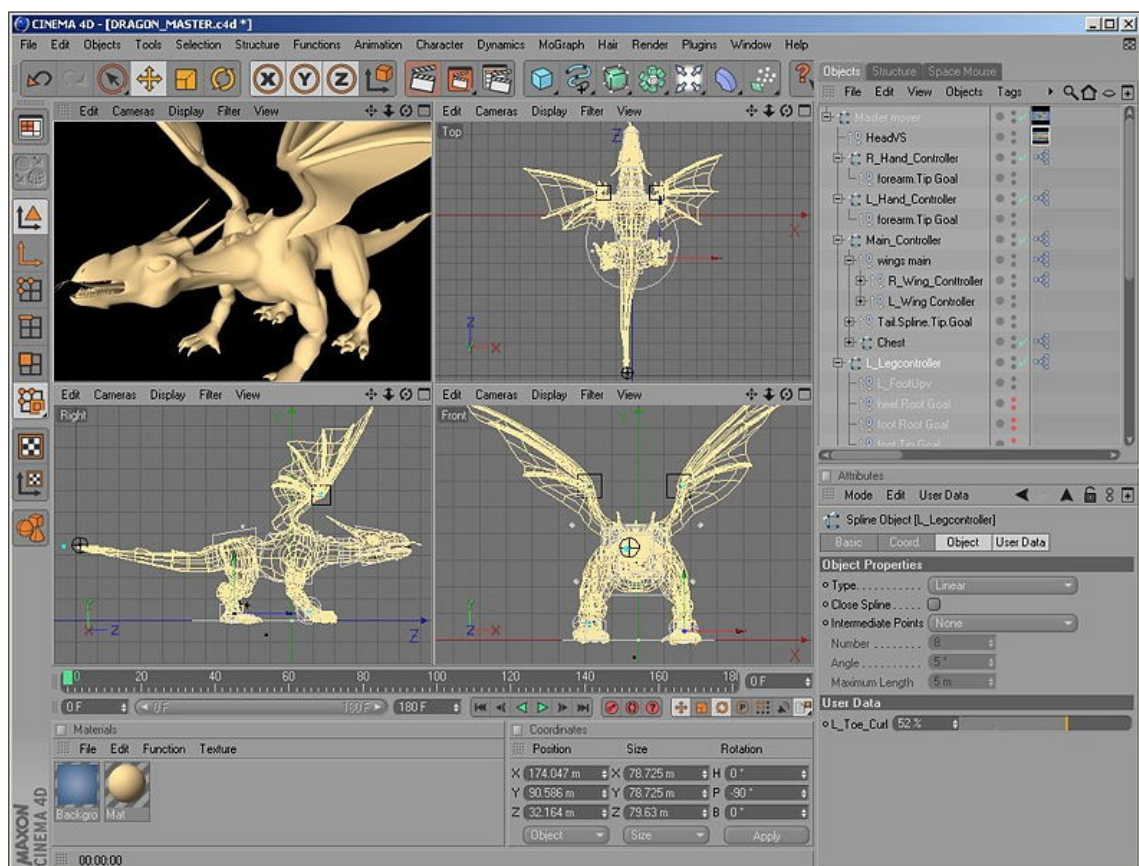 CINEMA 4D - [DRAGON_MASTER.c4d *]
File Edit Objects Tools Selection Structure Functions Animation Character Dynamics MoGraph Hair Render Plugins Window Help
X Y Z
Objects Structure Space Mouse
File Edit View Objects Tags
Master mover
HeadVS
R_Hand_Controller
forearm.Tip Goal
L_Hand_Controller
forearm.Tip Goal
Main_Controller
wings main
R_Wing_Conttroller
L_Wing Controller
Tail.Spline.Tip.Goal
Chest
L_Legcontroller
L_FootUpv
heel.Root Goal
foot.Root Goal
foot.Tip Goal
Edit Cameras Display Filter View
Edit Cameras Display Filter View
Top
Z
X
Z
X
Edit Cameras Display Filter View
Right
Y
Z
Y
X Z
Edit Cameras Display Filter View
Front
Y
X
Y
Z X
Attributes
Mode Edit User Data
Spline Object [L_Legcontroller]
Basic Coord. Object User Data
Object Properties
Type. . . . . . . . . . . Linear
Close Spline . . . . .
Intermediate Points None
Number . . . . . . . . . 8
Angle . . . . . . . . . . 5 °
Maximum Length 5 m
User Data
L_Toe_Curl 52 %
0 20 40 60 80 100 120 140 160 180 0 F
0 F 0 F 180 F 180 F
Materials
File Edit Function Texture
Backgro Mat
Coordinates
Position Size Rotation
X 174.047 m X 78.725 m H 0 °
Y 90.586 m Y 78.725 m P -90 °
Z 32.164 m Z 79.63 m B 0 °
Object Size Apply
MAXON
CINEMA 4D
00:00:00